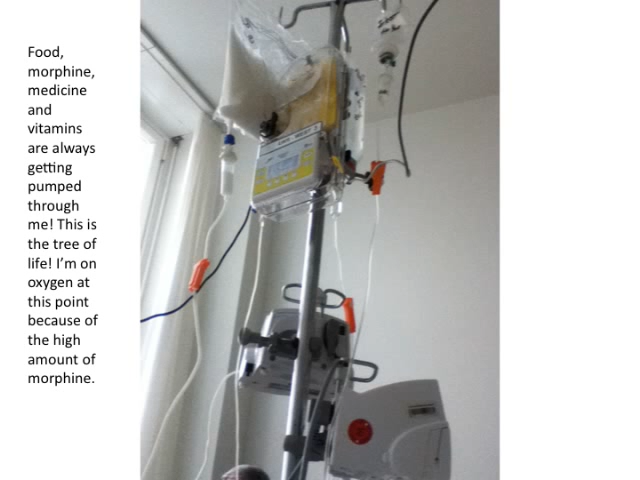 Food,
morphine,
medicine
and
vitamins
are always
getting
pumped
through
me! This is
the tree of
life! I'm on
oxygen at
this point
because of
the high
amount of
morphine.